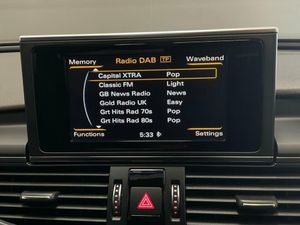 Memory Radio DAB TP Waveband
Capital XTRA Pop
Classic FM Light
GB News Radio News
Gold Radio UK Easy
Grt Hits Rad 70s Pop
Grt Hits Rad 80s Pop
Functions 5:33 Settings